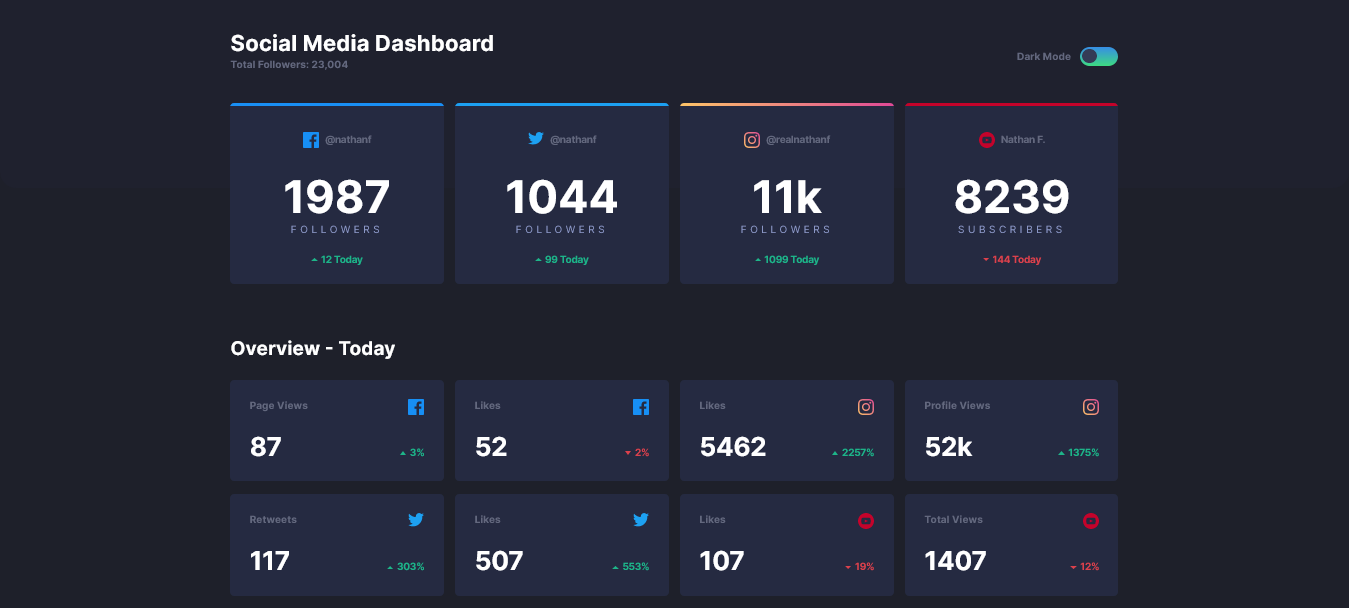 Social Media Dashboard
Total Followers: 23,004
Dark Mode
@nathanf
1987
FOLLOWERS
12 Today
@nathanf
1044
FOLLOWERS
99 Today
@realnathanf
11k
FOLLOWERS
1099 Today
Nathan F.
8239
SUBSCRIBERS
144 Today
Overview - Today
Page Views
87
3%
Likes
52
2%
Likes
5462
2257%
Profile Views
52k
1375%
Retweets
117
303%
Likes
507
553%
Likes
107
19%
Total Views
1407
12%